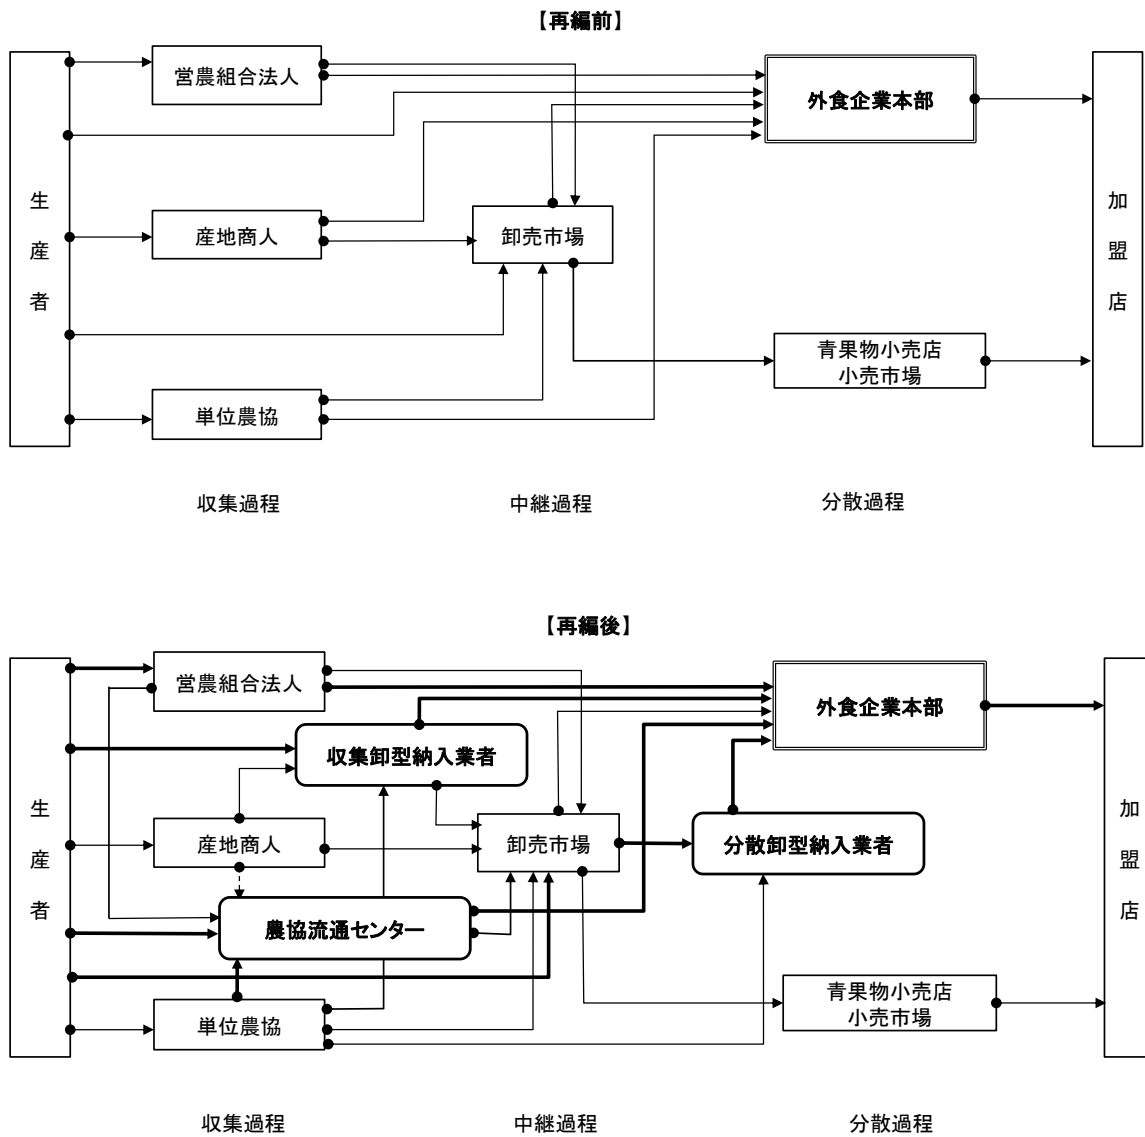 【再編前】
営農組合法人
外食企業本部
生産者
産地商人
卸売市場
加盟店
青果物小売店
小売市場
単位農協
収集過程
中継過程
分散過程
【再編後】
営農組合法人
外食企業本部
収集卸型納入業者
生産者
産地商人
卸売市場
分散卸型納入業者
加盟店
農協流通センター
青果物小売店
小売市場
単位農協
収集過程
中継過程
分散過程